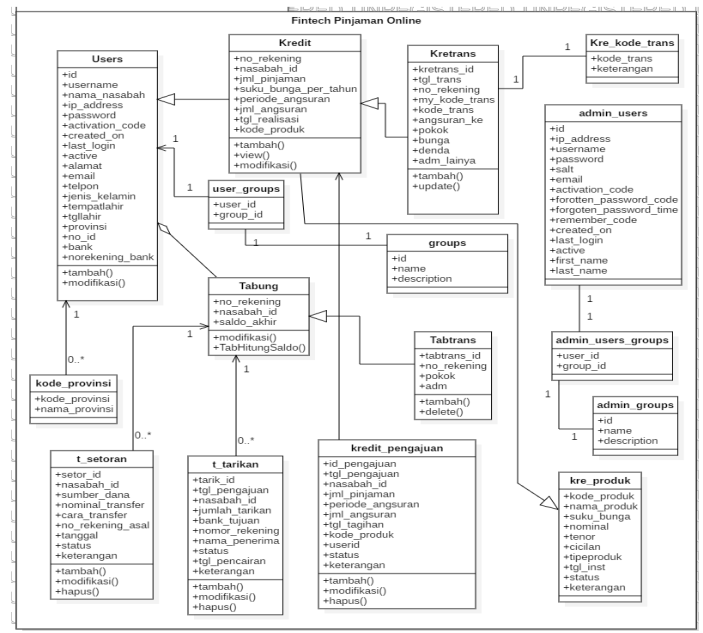 Fintech Pinjaman Online
Users
+id
+username
+nama_nasabah
+ip_address
+password
+activation_code
+created_on
+last_login
+active
+alamat
+email
+telpon
+jenis_kelamin
+tempatlahir
+tgllahir
+provinsi
+no_id
+bank
+norekening_bank
+tambah()
+modifikasi()
Kredit
+no_rekening
+nasabah_id
+jml_pinjaman
+suku_bunga_per_tahun
+periode_angsuran
+jml_angsuran
+tgl_realisasi
+kode_produk
+tambah()
+view()
+modifikasi()
Kretrans
+kretrans_id
+tgl_trans
+no_rekening
+my_kode_trans
+kode_trans
+angsuran_ke
+pokok
+bunga
+denda
+adm_lainya
+tambah()
+update()
1
1
Kre_kode_trans
+kode_trans
+keterangan
admin_users
+id
+ip_address
+username
+password
+salt
+email
+activation_code
+forotten_password_code
+forgoten_password_time
+remember_code
+created_on
+last_login
+active
+first_name
+last_name
1
1
user_groups
+user_id
+group_id
1
1
groups
+id
+name
+description
Tabung
+no_rekening
+nasabah_id
+saldo_akhir
+modifikasi()
+TabHitungSaldo()
1
1
1
0..*
Tabtrans
+tabtrans_id
+no_rekening
+pokok
+adm
+tambah()
+delete()
1
1
admin_users_groups
+user_id
+group_id
1
1
admin_groups
+id
+name
+description
kode_provinsi
+kode_provinsi
+nama_provinsi
0..*
0..*
t_setoran
+setor_id
+nasabah_id
+sumber_dana
+nominal_transfer
+cara_transfer
+no_rekening_asal
+tanggal
+status
+keterangan
+tambah()
+modifikasi()
+hapus()
t_tarikan
+tarik_id
+tgl_pengajuan
+nasabah_id
+jumlah_tarikan
+bank_tujuan
+nomor_rekening
+nama_penerima
+status
+tgl_pencairan
+keterangan
+tambah()
+modifikasi()
+hapus()
kredit_pengajuan
+id_pengajuan
+tgl_pengajuan
+nasabah_id
+jml_pinjaman
+periode_angsuran
+jml_angsuran
+tgl_tagihan
+kode_produk
+userid
+status
+keterangan
+tambah()
+modifikasi()
+hapus()
kre_produk
+kode_produk
+nama_produk
+suku_bunga
+nominal
+tenor
+cicilan
+tipeproduk
+tgl_inst
+status
+keterangan